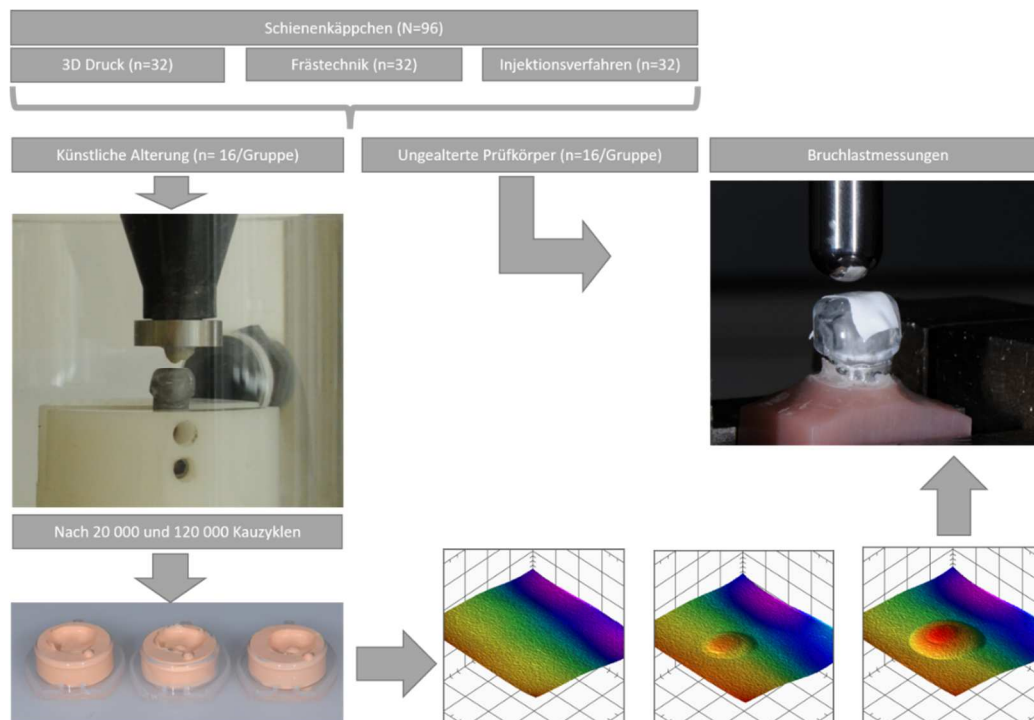 Schienenkäppchen (N=96)
3D Druck (n=32)
Frästechnik (n=32)
Injektionsverfahren (n=32)
Künstliche Alterung (n= 16/Gruppe)
Ungealterte Prüfkörper (n=16/Gruppe)
Bruchlastmessungen
Nach 20 000 und 120 000 Kauzyklen